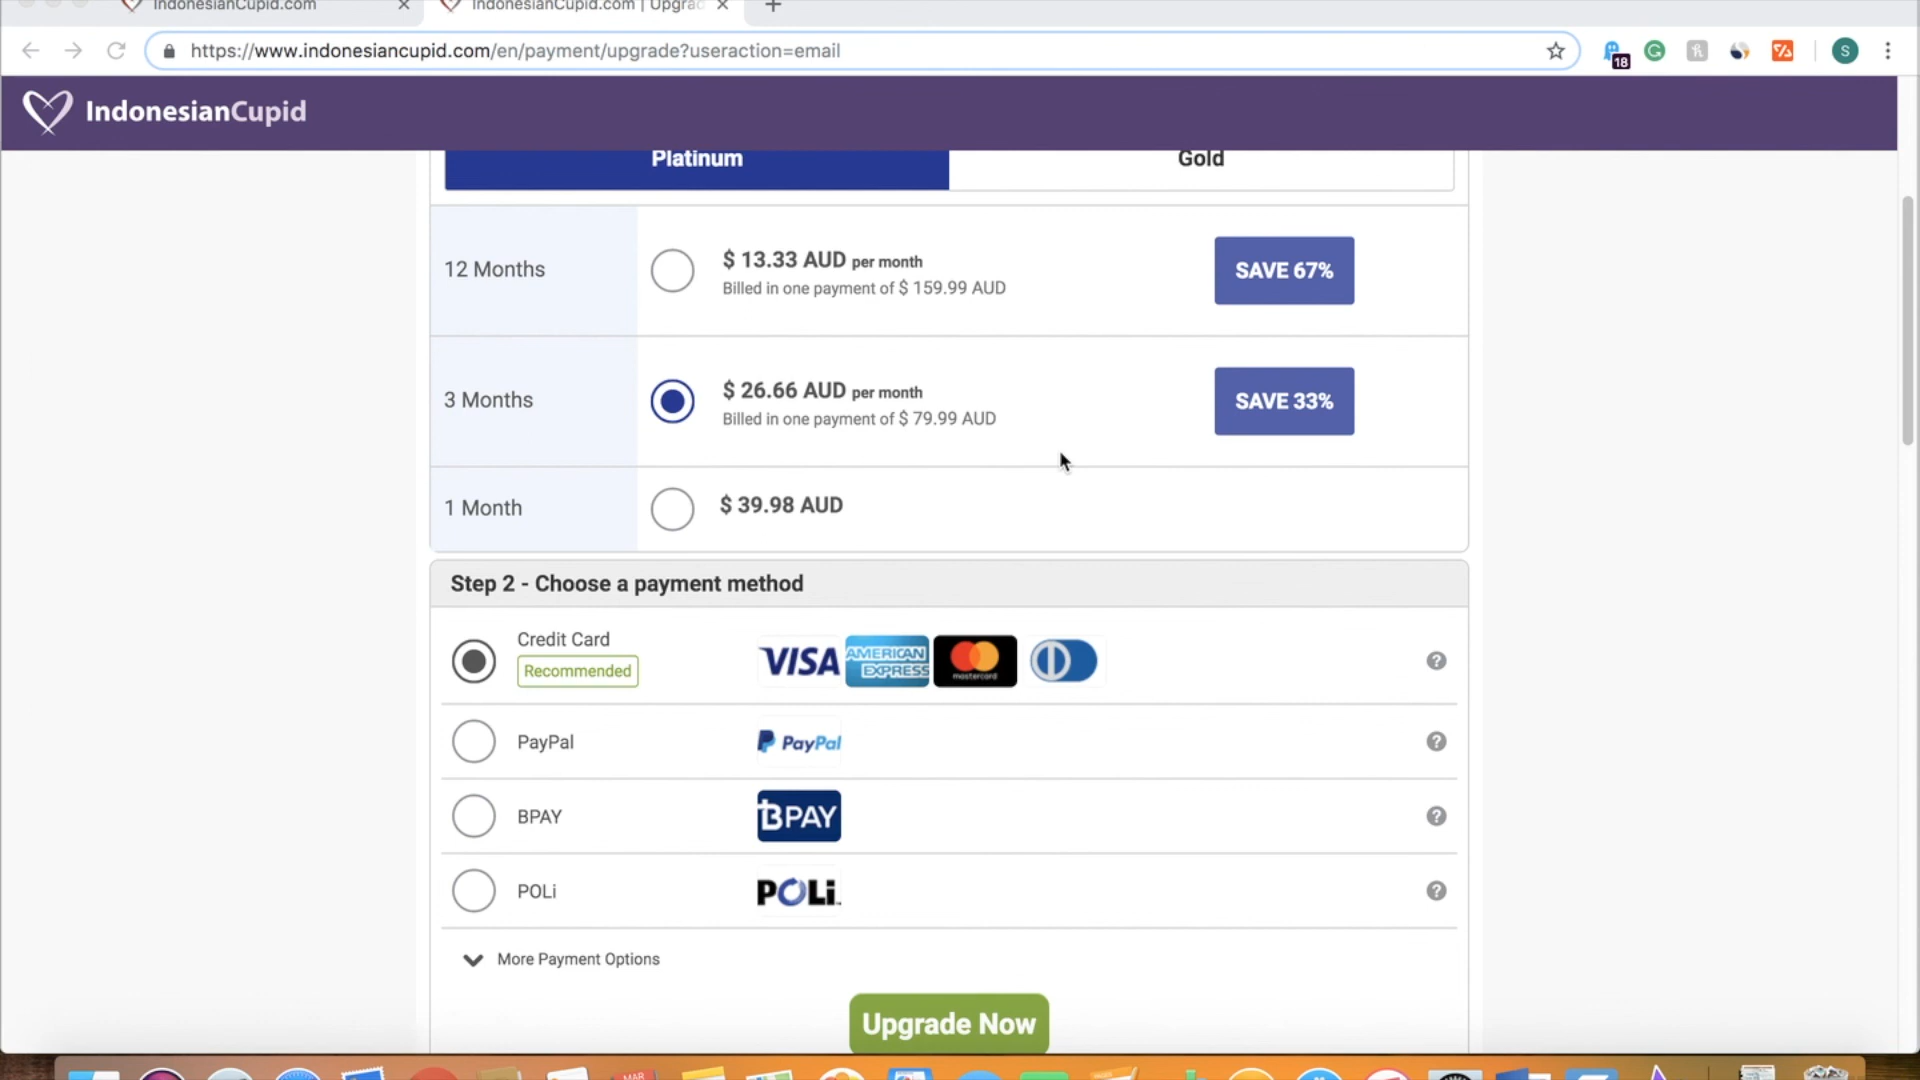 IndonesianCupid.com
IndonesianCupid.com | Upgrad
https://www.indonesiancupid.com/en/payment/upgrade?useraction=email
18
S
IndonesianCupid
Platinum
Gold
12 Months
$ 13.33 AUD per month
Billed in one payment of $ 159.99 AUD
SAVE 67%
3 Months
$ 26.66 AUD per month
Billed in one payment of $ 79.99 AUD
SAVE 33%
1 Month
$ 39.98 AUD
Step 2 - Choose a payment method
Credit Card
Recommended
VISA
AMERICAN EXPRESS
mastercard
?
PayPal
PayPal
?
BPAY
BPAY
?
POLi
POLi
?
More Payment Options
Upgrade Now
MAR